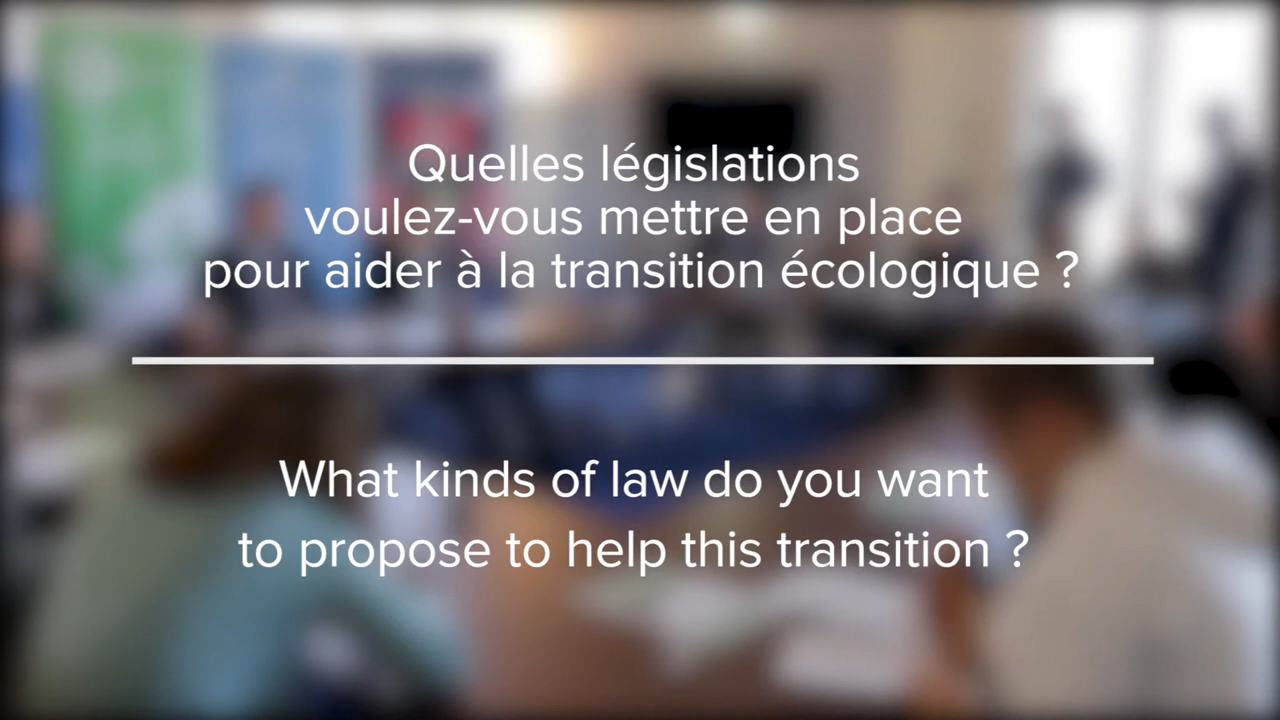 Quelles législations
voulez-vous mettre en place
pour aider à la transition écologique ?
What kinds of law do you want
to propose to help this transition ?